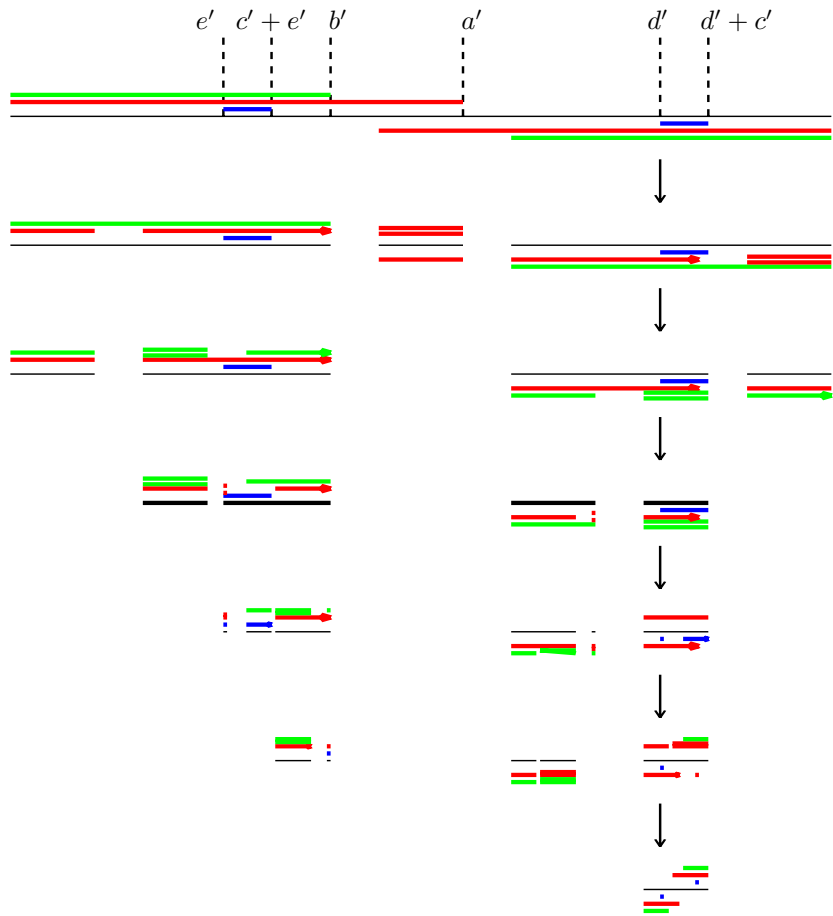 e′ c′ + e′ b′ a′ d′ d′ + c′